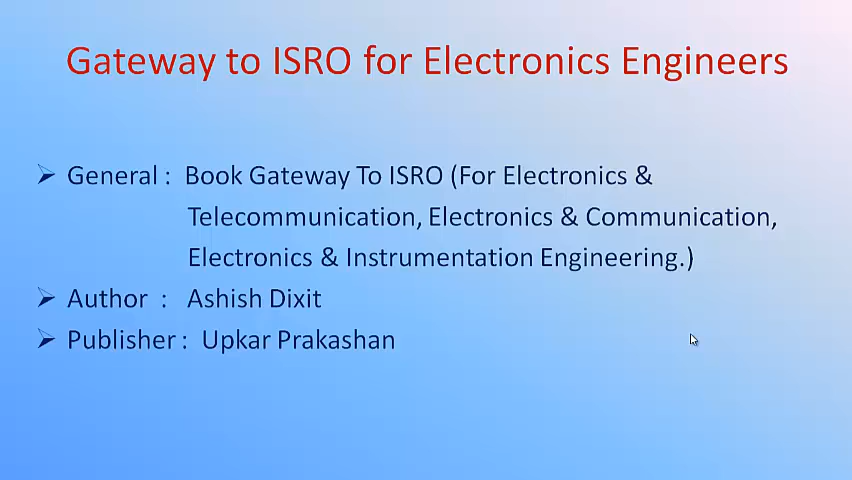 Gateway to ISRO for Electronics Engineers
➢ General : Book Gateway To ISRO (For Electronics &
Telecommunication, Electronics & Communication,
Electronics & Instrumentation Engineering.)
➢ Author : Ashish Dixit
➢ Publisher : Upkar Prakashan